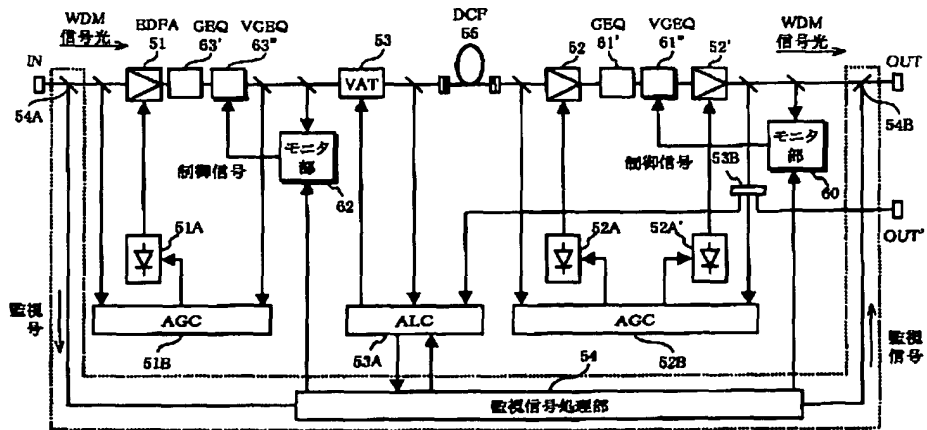 WDM
信号光
EDFA
51
GEQ
63'
VGEQ
63"
53
DCF
55
52
GEQ
61'
VGEQ
61"
52'
WDM
信号光
IN
OUT
VAT
54A
54B
モニタ
部
62
制御信号
制御信号
53B
モニタ
部
60
OUT'
51A
52A
52A'
監視
号
AGC
51B
ALC
53A
AGC
52B
監視
信号
54
監視信号処理部